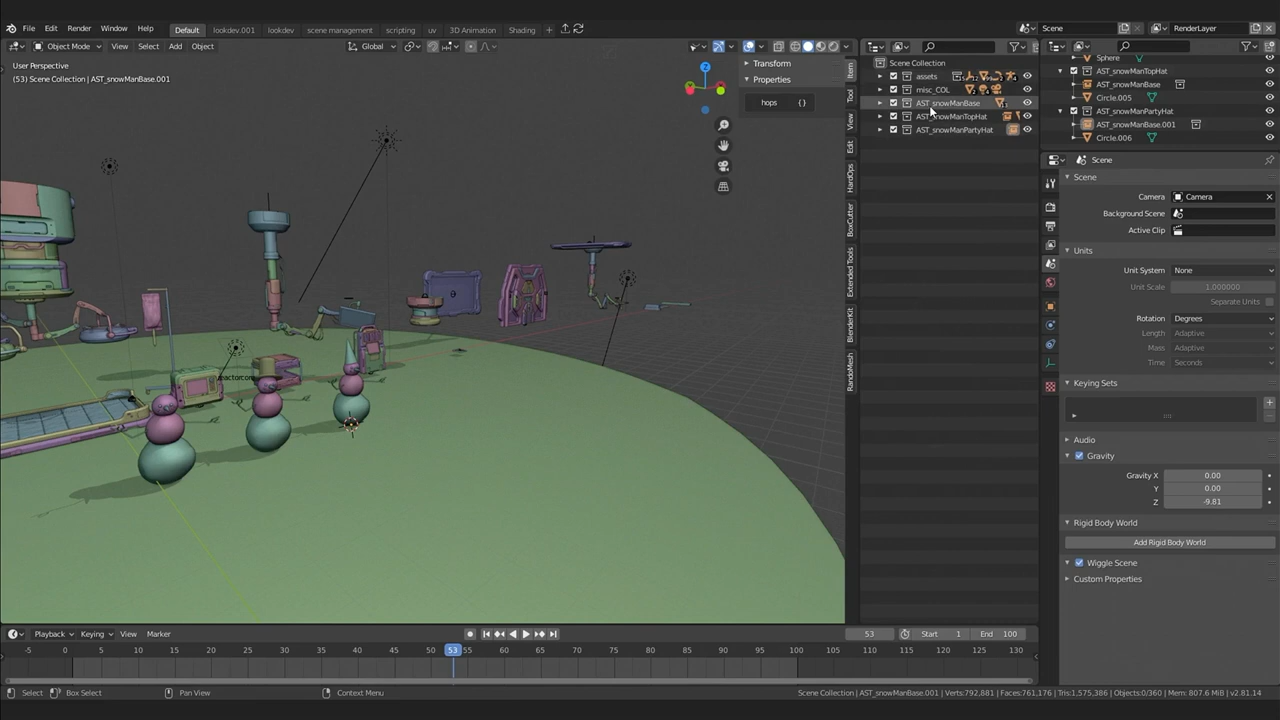 File Edit Render Window Help Default lookdev.001 lookdev scene management scripting uv 3D Animation Shading + Scene RenderLayer
Object Mode View Select Add Object Global
User Perspective
(53) Scene Collection | AST_snowManBase.001
Z
Transform
Properties
hops {}
Item
Tool
View
Edit
HardOps
BoxCutter
Extended Tools
BlenderKit
RandoMesh
Scene Collection
assets
misc_COL
AST_snowManBase
AST_snowManTopHat
AST_snowManPartyHat
Sphere
AST_snowManTopHat
AST_snowManBase
Circle.005
AST_snowManPartyHat
AST_snowManBase.001
Circle.006
Scene
Scene
Camera Camera
Background Scene
Active Clip
Units
Unit System None
Unit Scale 1.000000
Separate Units
Rotation Degrees
Length Adaptive
Mass Adaptive
Time Seconds
Keying Sets
Audio
Gravity
Gravity X 0.00
Y 0.00
Z -9.81
Rigid Body World
Add Rigid Body World
Wiggle Scene
Custom Properties
Playback Keying View Marker 53 Start 1 End 100
-5 0 5 10 15 20 25 30 35 40 45 50 53 60 65 70 75 80 85 90 95 100 105 110 115 120 125 130
Select Box Select Pan View Context Menu Scene Collection | AST_snowManBase.001 | Verts:792,881 | Faces:761,176 | Tris:1,575,386 | Objects:0/360 | Mem: 807.6 MiB | v2.81.14